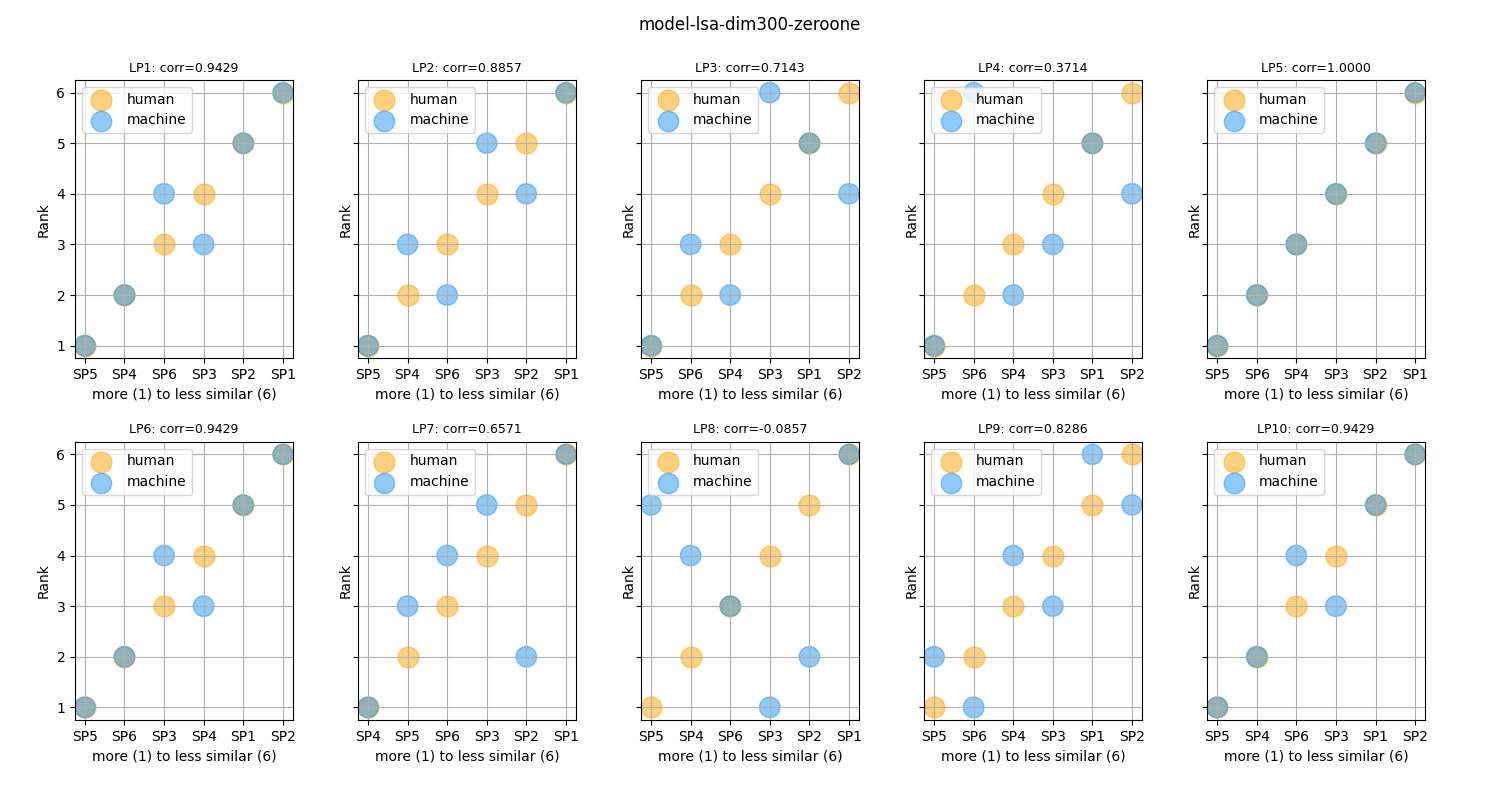 model-lsa-dim300-zeroone
LP1: corr=0.9429
LP2: corr=0.8857
LP3: corr=0.7143
LP4: corr=0.3714
LP5: corr=1.0000
human
machine
human
machine
human
machine
human
machine
human
machine
6
5
4
3
2
1
Rank
Rank
Rank
Rank
Rank
SP5 SP4 SP6 SP3 SP2 SP1
SP5 SP4 SP6 SP3 SP2 SP1
SP5 SP6 SP4 SP3 SP1 SP2
SP5 SP6 SP4 SP3 SP1 SP2
SP5 SP4 SP6 SP3 SP2 SP1
more (1) to less similar (6)
more (1) to less similar (6)
more (1) to less similar (6)
more (1) to less similar (6)
more (1) to less similar (6)
LP6: corr=0.9429
LP7: corr=0.6571
LP8: corr=-0.0857
LP9: corr=0.8286
LP10: corr=0.9429
human
machine
human
machine
human
machine
human
machine
human
machine
6
5
4
3
2
1
Rank
Rank
Rank
Rank
Rank
SP5 SP6 SP3 SP4 SP1 SP2
SP4 SP5 SP6 SP3 SP2 SP1
SP5 SP4 SP6 SP3 SP2 SP1
SP5 SP6 SP4 SP3 SP1 SP2
SP5 SP4 SP6 SP3 SP1 SP2
more (1) to less similar (6)
more (1) to less similar (6)
more (1) to less similar (6)
more (1) to less similar (6)
more (1) to less similar (6)